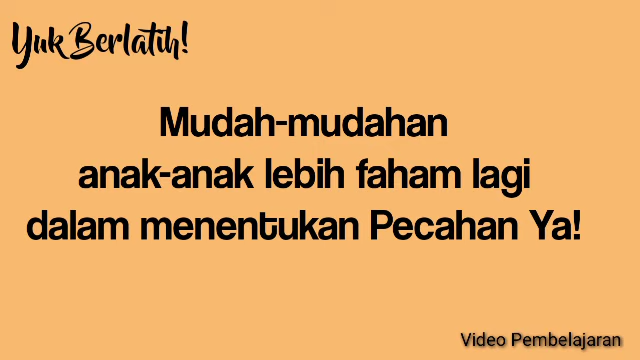 Yuk Berlatih!
Mudah-mudahan
anak-anak lebih faham lagi
dalam menentukan Pecahan Ya!
Video Pembelajaran